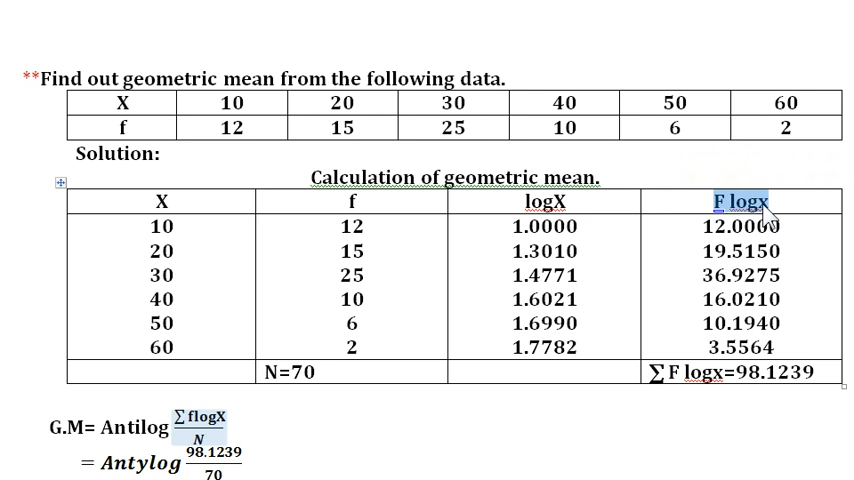 **Find out geometric mean from the following data.
X 10 20 30 40 50 60
f 12 15 25 10 6 2
Solution:
Calculation of geometric mean.
X f logX F logx
10 12 1.0000 12.0000
20 15 1.3010 19.5150
30 25 1.4771 36.9275
40 10 1.6021 16.0210
50 6 1.6990 10.1940
60 2 1.7782 3.5564
N=70 ∑F logx=98.1239
G.M= Antilog ∑flogX / N
= Antylog 98.1239 / 70